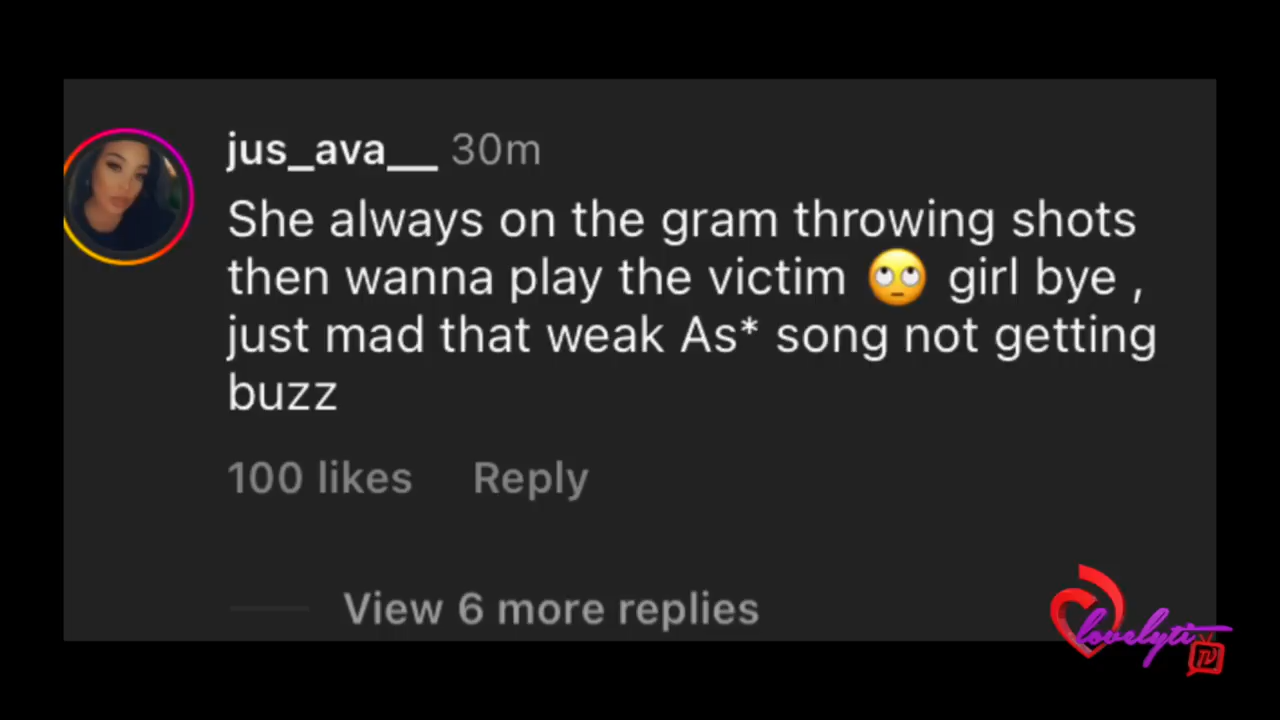 jus_ava__ 30m
She always on the gram throwing shots
then wanna play the victim 🙄 girl bye ,
just mad that weak As* song not getting
buzz
100 likes Reply
View 6 more replies
lovelyti
TV